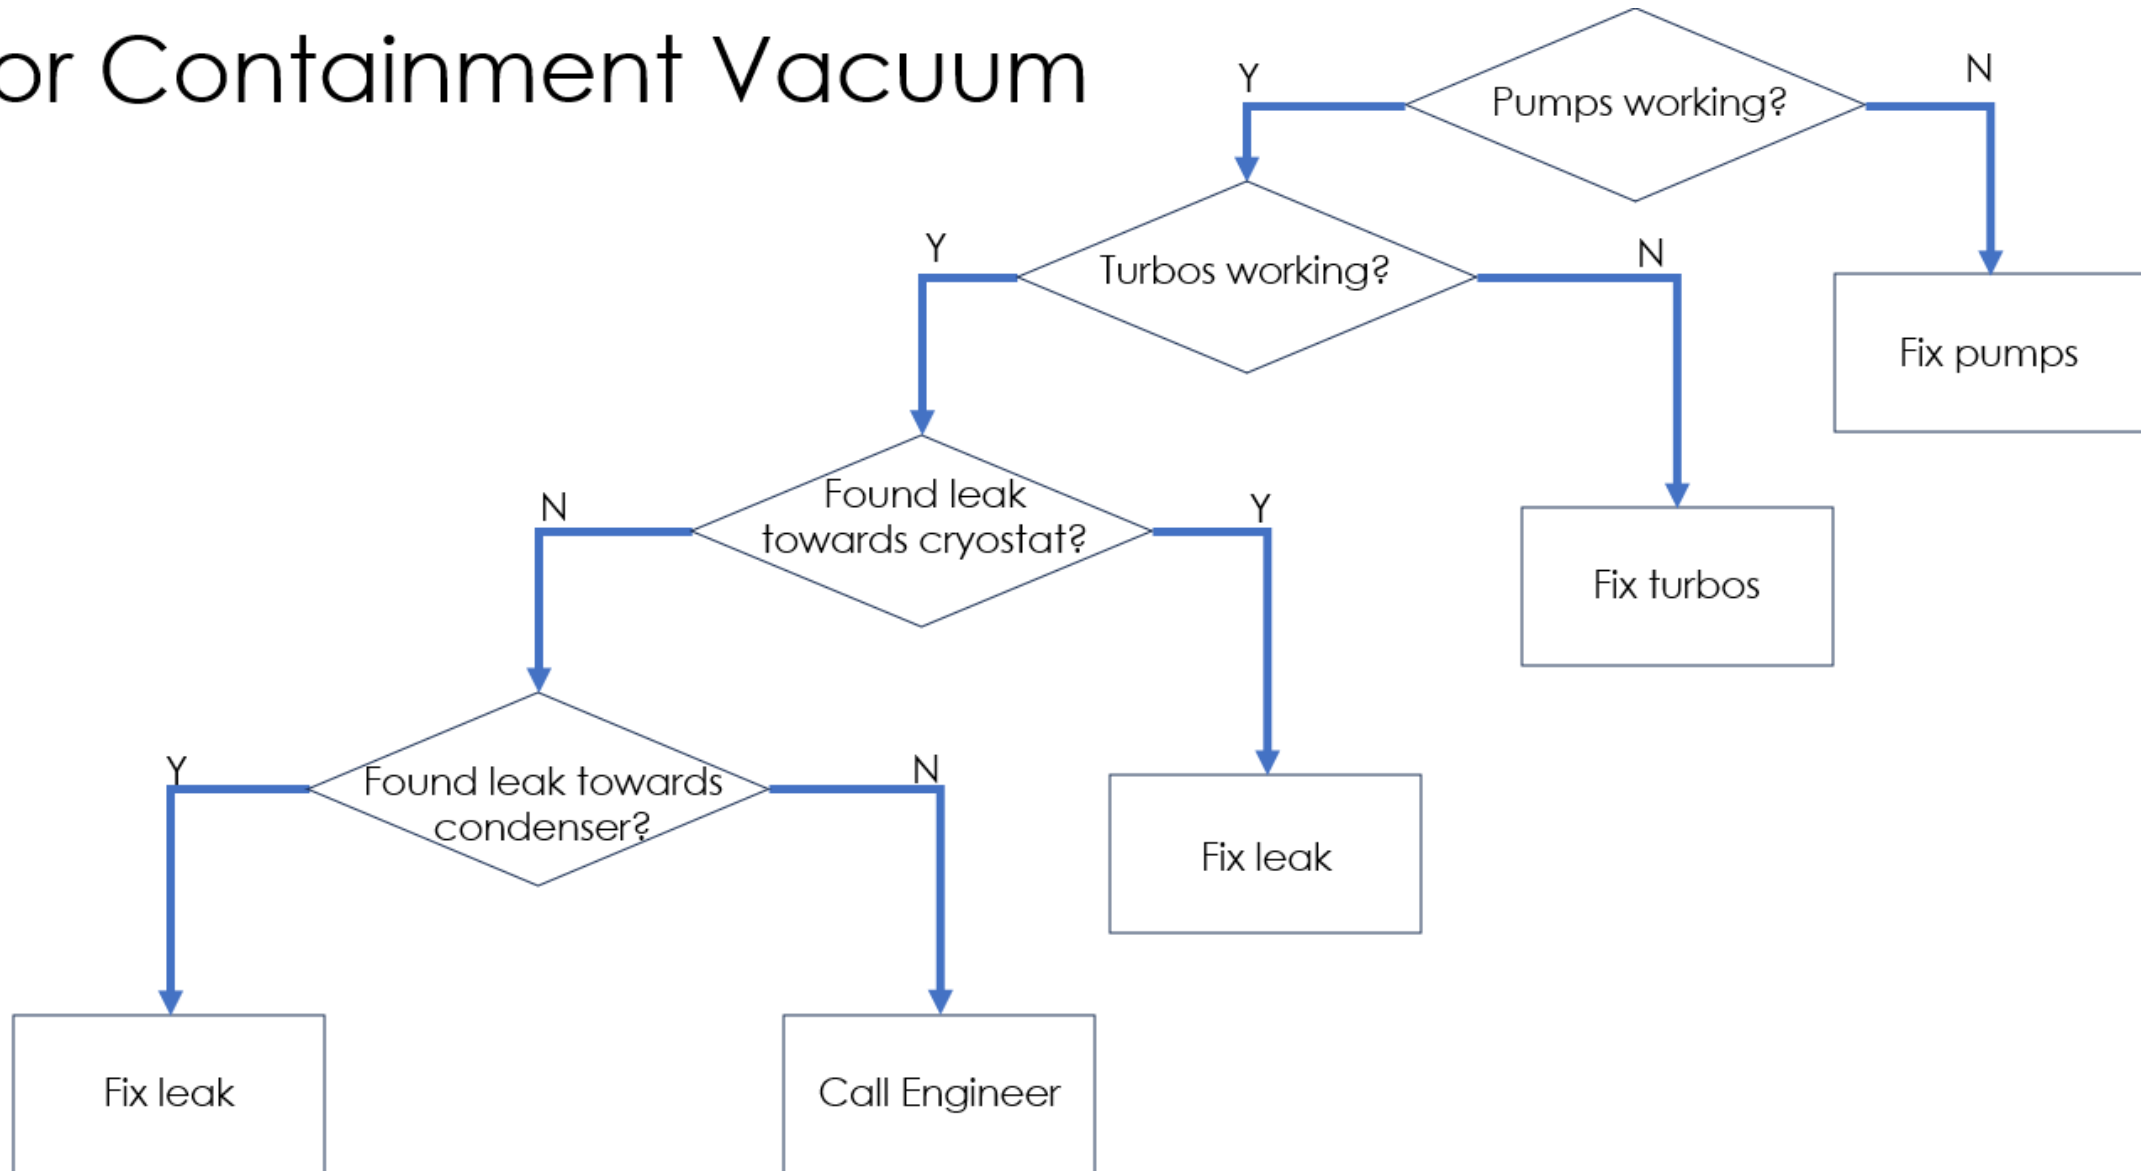 or Containment Vacuum
Pumps working?
Y
N
Turbos working?
Y
N
Fix pumps
Found leak
towards cryostat?
N
Y
Fix turbos
Found leak towards
condenser?
Y
N
Fix leak
Fix leak
Call Engineer